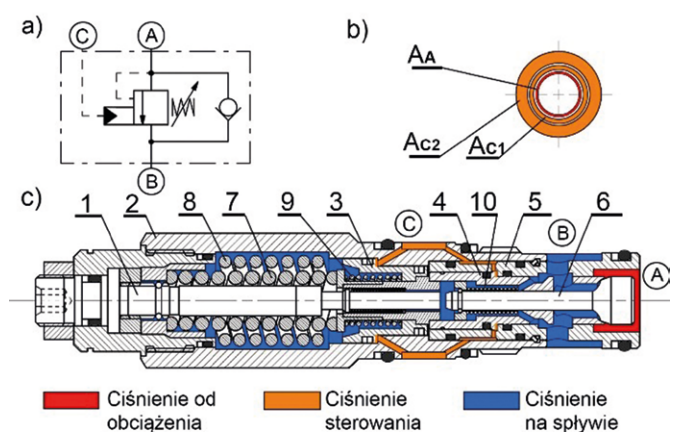 a)
C
A
B
b)
AA
AC2
AC1
c)
1
2
8
7
9
3
C
4
10
5
B
6
A
Ciśnienie od obciążenia
Ciśnienie sterowania
Ciśnienie na spływie